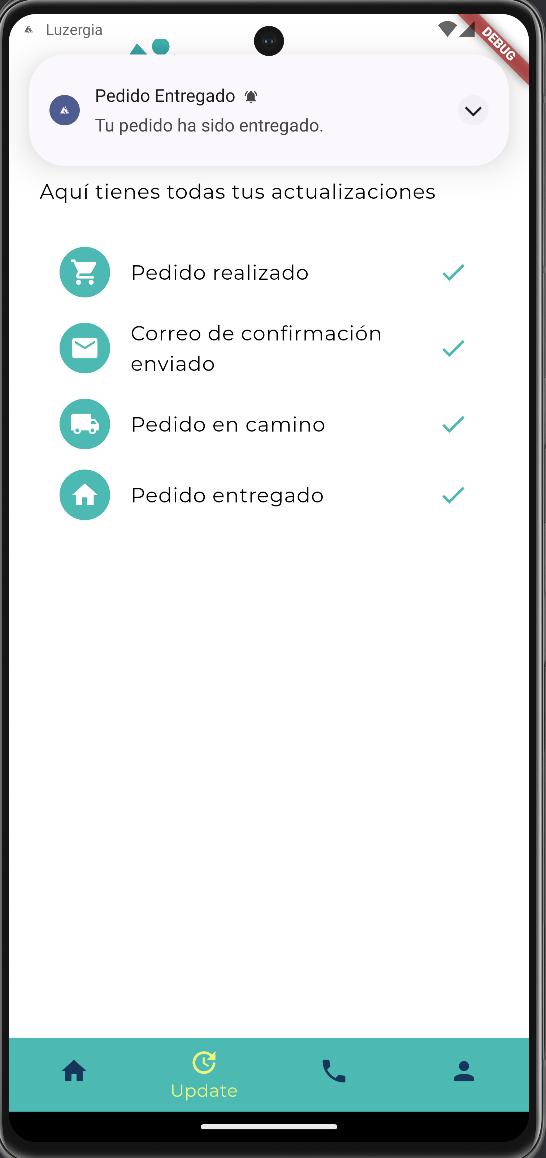 Luzergia
DEBUG
Pedido Entregado
Tu pedido ha sido entregado.
Aquí tienes todas tus actualizaciones
Pedido realizado
Correo de confirmación
enviado
Pedido en camino
Pedido entregado
Update